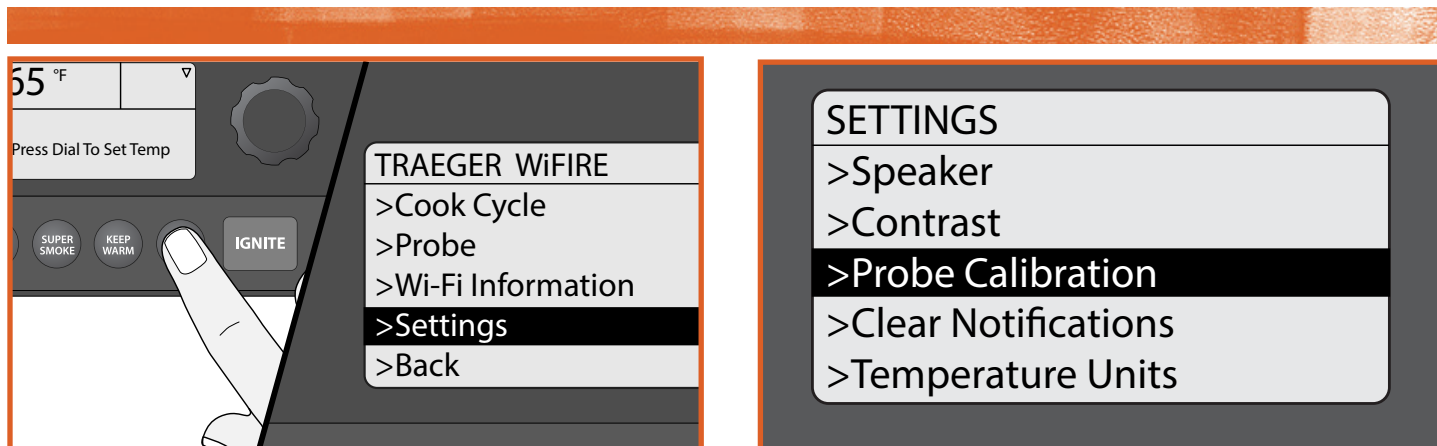 65 °F
Press Dial To Set Temp
SUPER
SMOKE
KEEP
WARM
IGNITE
TRAEGER WiFIRE
>Cook Cycle
>Probe
>Wi-Fi Information
>Settings
>Back
SETTINGS
>Speaker
>Contrast
>Probe Calibration
>Clear Notifications
>Temperature Units